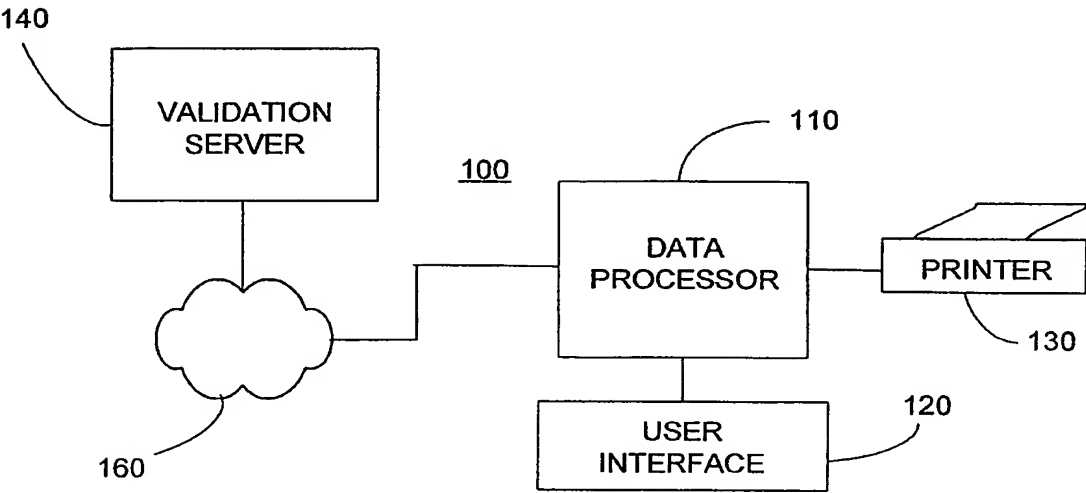 140
VALIDATION
SERVER
110
100
DATA
PROCESSOR
PRINTER
130
120
USER
INTERFACE
160